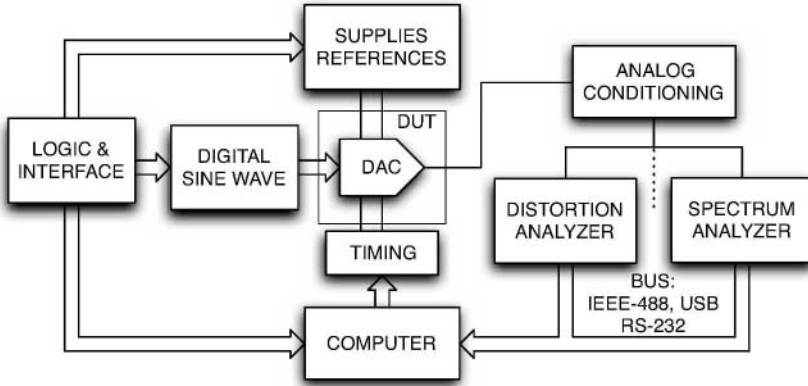 SUPPLIES
REFERENCES
ANALOG
CONDITIONING
DUT
LOGIC &
INTERFACE
DIGITAL
SINE WAVE
DAC
DISTORTION
ANALYZER
SPECTRUM
ANALYZER
TIMING
BUS:
IEEE-488, USB
RS-232
COMPUTER